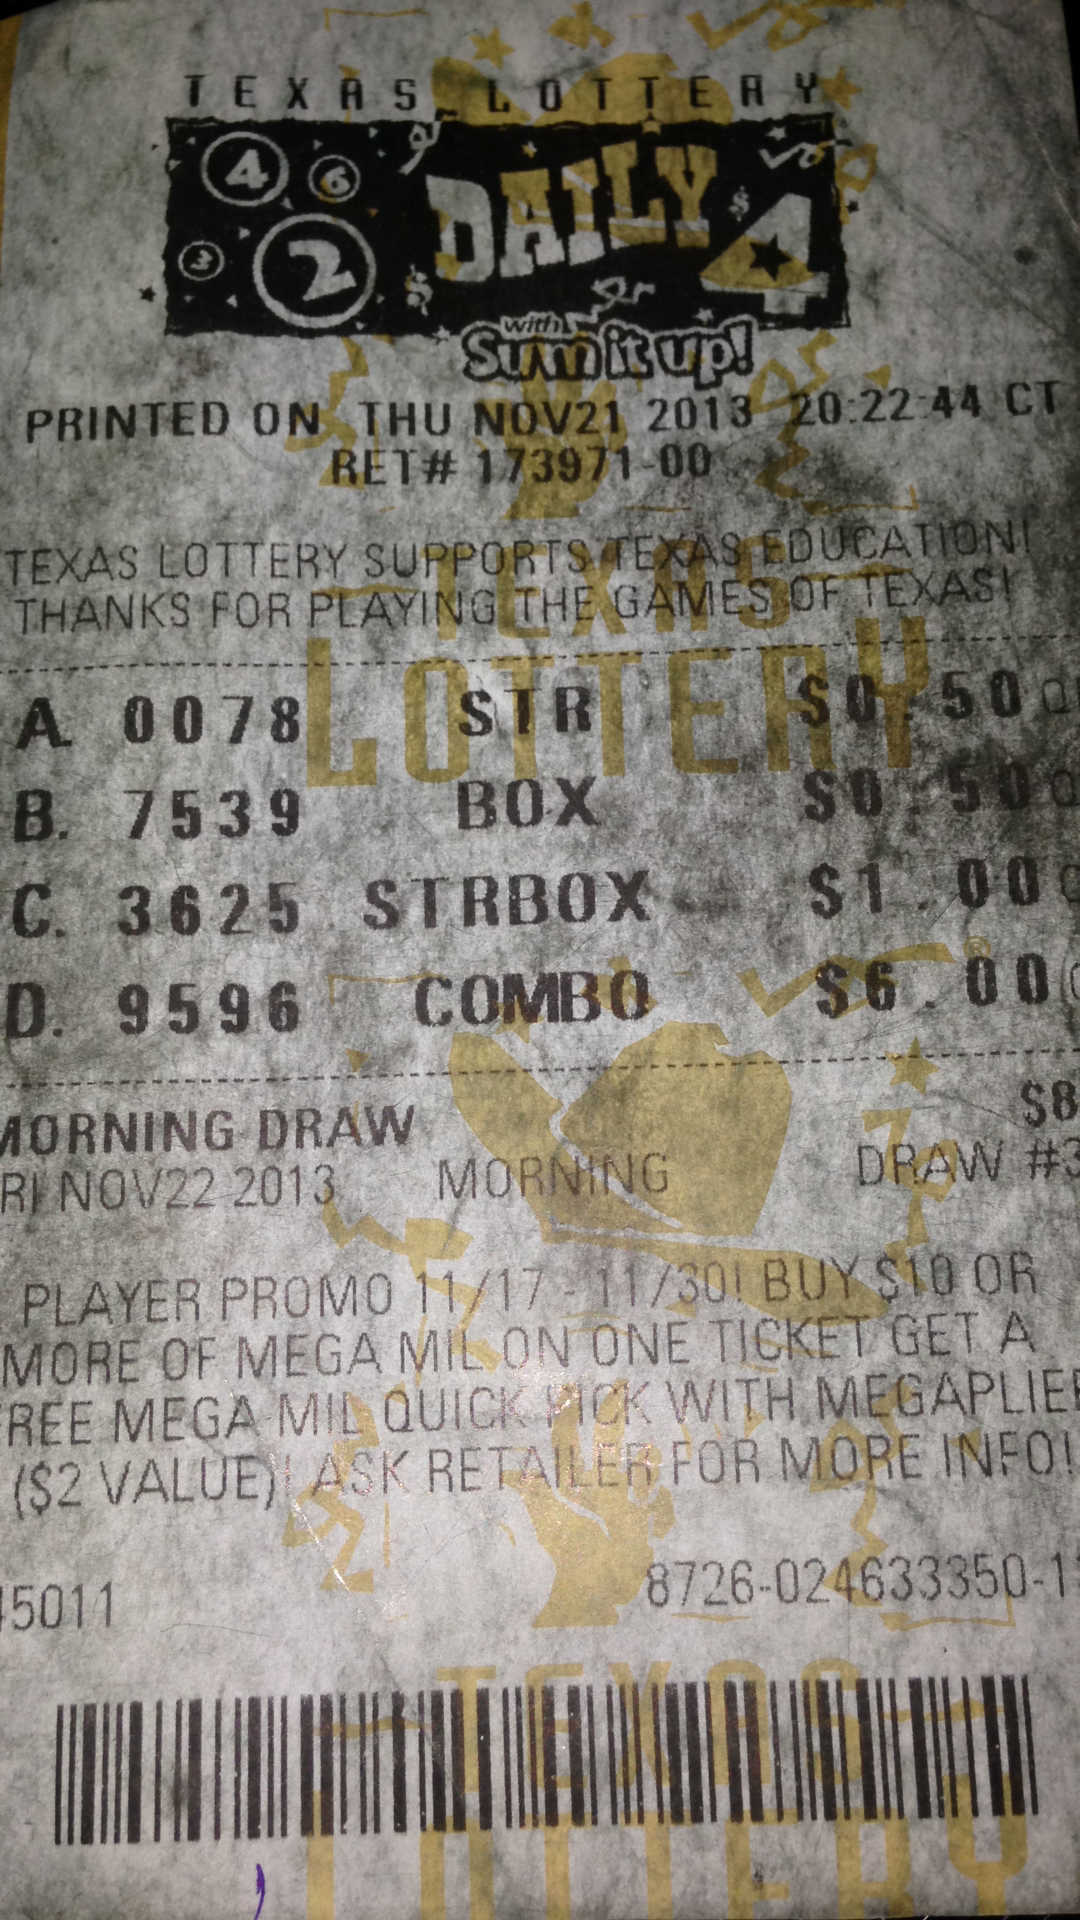 TEXAS LOTTERY
4 6
3 2
DAILY $ 4
$
with
Sum it up!
PRINTED ON THU NOV21 2013 20:22:44 CT
RET# 173971-00
TEXAS LOTTERY SUPPORTS TEXAS EDUCATION!
THANKS FOR PLAYING THE GAMES OF TEXAS!
TEXAS
LOTTERY
A. 0078 STR $0.50
B. 7539 BOX $0.50
C. 3625 STRBOX $1.00
D. 9596 COMBO $6.00
MORNING DRAW $8
RI NOV22 2013 MORNING DRAW #3
PLAYER PROMO 11/17 - 11/30! BUY $10 OR
MORE OF MEGA MIL ON ONE TICKET GET A
REE MEGA MIL QUICK PICK WITH MEGAPLIE
($2 VALUE)! ASK RETAILER FOR MORE INFO!
5011 8726-024633350-1
TEXAS
LOTTERY